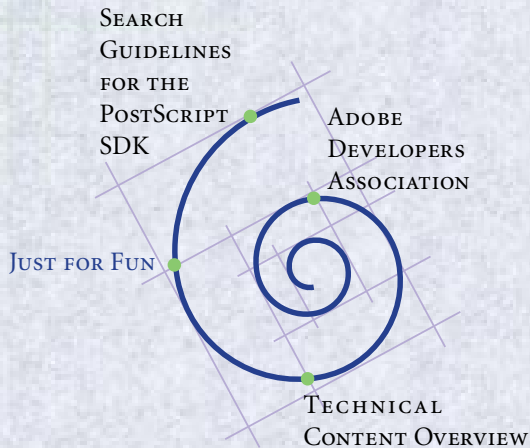 Search
Guidelines
for the
PostScript
SDK
Adobe
Developers
Association
Just for Fun
Technical
Content Overview